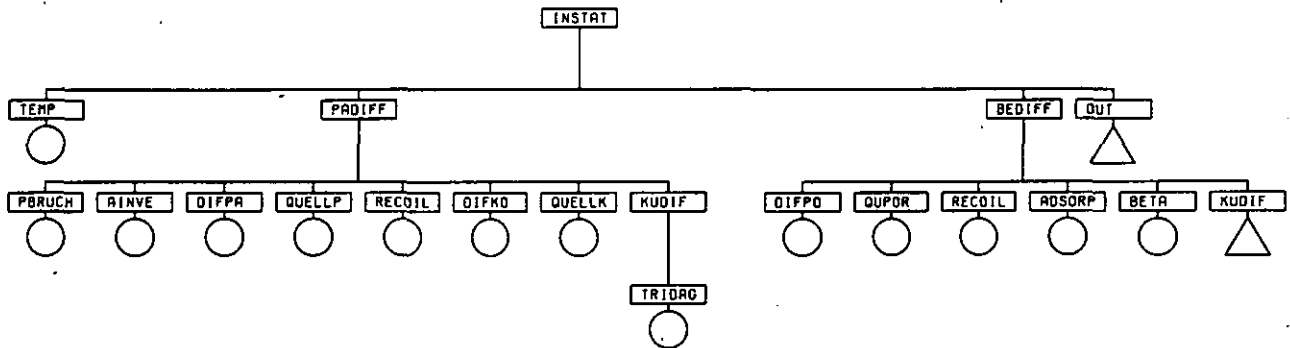 INSTAT
TEMP PADIFF BEDIFF OUT
PBRUCH AINVE DIFPA QUELLP RECOIL DIFKO QUELLK KUDIF DIFPO QUPOR RECOIL ADSORP BETA KUDIF
TRIDAG